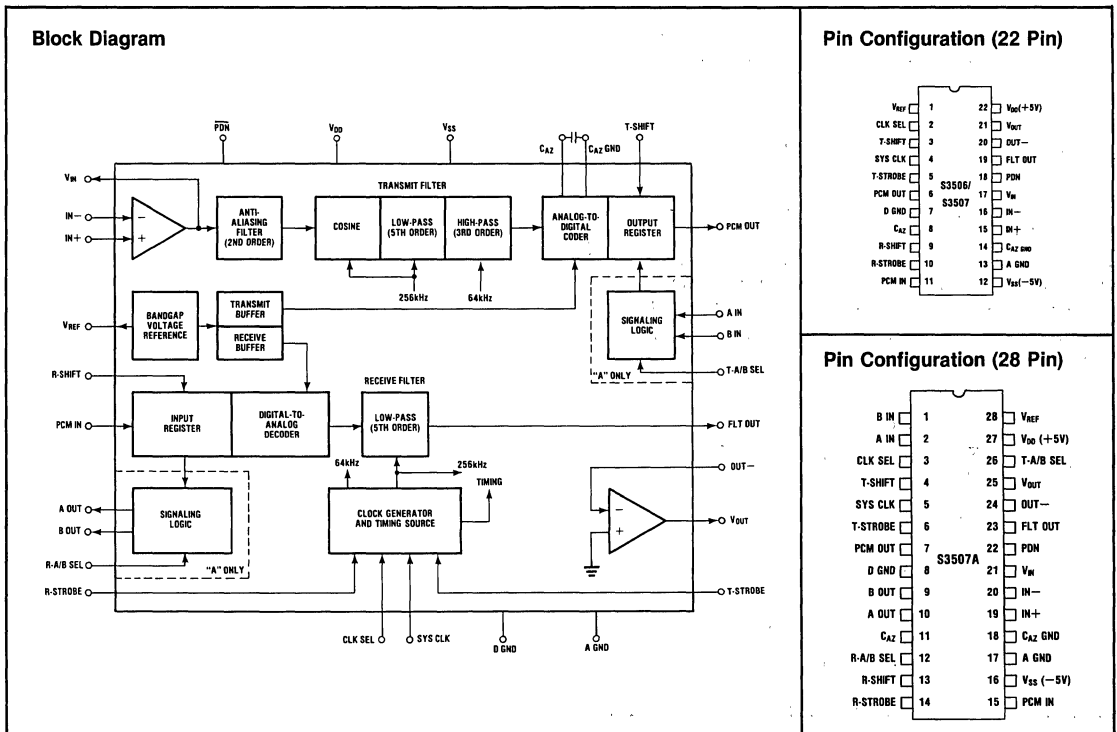 Block Diagram
PDN
VDD
VSS
T-SHIFT
CAZ
CAZ GND
VIN
IN−
IN+
−
+
ANTI-
ALIASING
FILTER
(2ND ORDER)
TRANSMIT FILTER
COSINE
LOW-PASS
(5TH ORDER)
HIGH-PASS
(3RD ORDER)
ANALOG-TO-
DIGITAL
CODER
OUTPUT
REGISTER
PCM OUT
256kHz
64kHz
VREF
BANDGAP
VOLTAGE
REFERENCE
TRANSMIT
BUFFER
RECEIVE
BUFFER
SIGNALING
LOGIC
A IN
B IN
T-A/B SEL
"A" ONLY
R-SHIFT
PCM IN
INPUT
REGISTER
DIGITAL-TO-
ANALOG
DECODER
RECEIVE FILTER
LOW-PASS
(5TH ORDER)
FLT OUT
64kHz
256kHz
TIMING
OUT−
−
+
VOUT
A OUT
B OUT
R-A/B SEL
SIGNALING
LOGIC
"A" ONLY
CLOCK GENERATOR
AND TIMING SOURCE
R-STROBE
T-STROBE
CLK SEL
SYS CLK
D GND
A GND
Pin Configuration (22 Pin)
VREF 1 22 VDD(+5V)
CLK SEL 2 21 VOUT
T-SHIFT 3 20 OUT−
SYS CLK 4 19 FLT OUT
T-STROBE 5 18 PDN
PCM OUT 6 S3506/ S3507 17 VIN
D GND 7 16 IN−
CAZ 8 15 IN+
R-SHIFT 9 14 CAZ GND
R-STROBE 10 13 A GND
PCM IN 11 12 VSS(−5V)
Pin Configuration (28 Pin)
B IN 1 28 VREF
A IN 2 27 VDD (+5V)
CLK SEL 3 26 T-A/B SEL
T-SHIFT 4 25 VOUT
SYS CLK 5 24 OUT−
T-STROBE 6 23 FLT OUT
PCM OUT 7 22 PDN
D GND 8 S3507A 21 VIN
B OUT 9 20 IN−
A OUT 10 19 IN+
CAZ 11 18 CAZ GND
R-A/B SEL 12 17 A GND
R-SHIFT 13 16 VSS (−5V)
R-STROBE 14 15 PCM IN